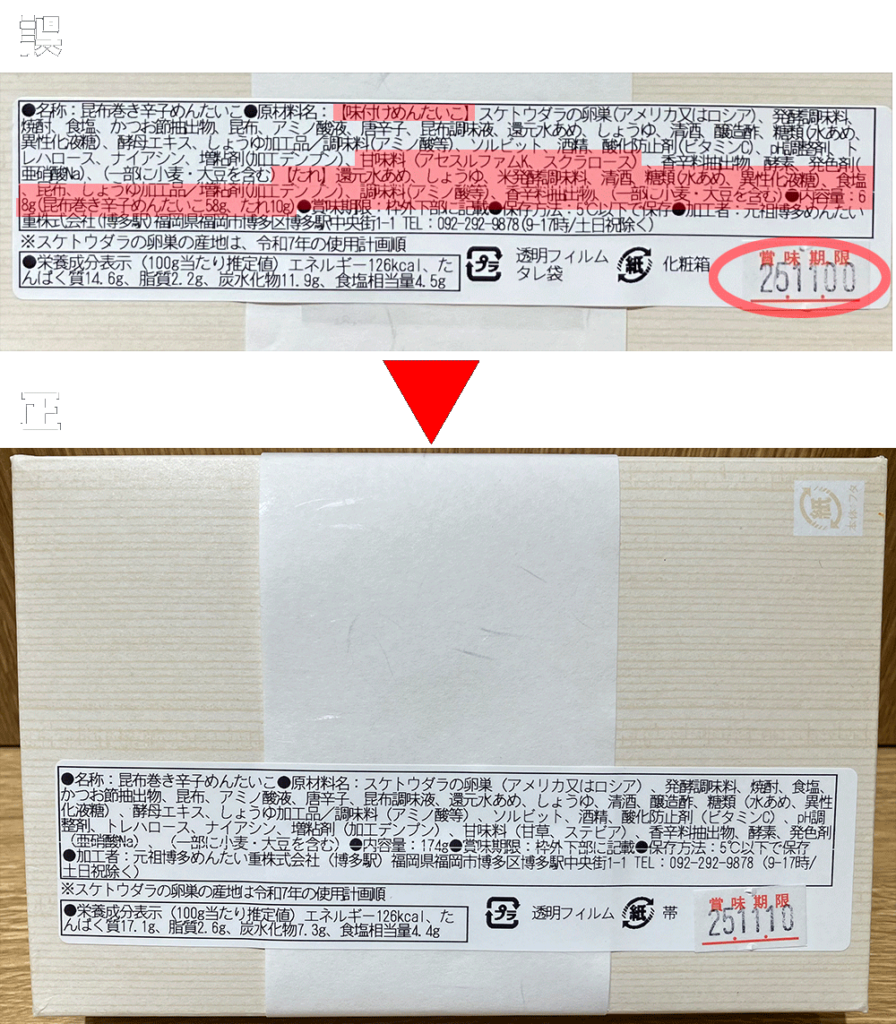 誤
●名称：昆布巻き辛子めんたいこ●原材料名：【味付けめんたいこ】スケトウダラの卵巣(アメリカ又はロシア)、発酵調味料、
焼酎、食塩、かつお節抽出物、昆布、アミノ酸液、唐辛子、昆布調味液、還元水あめ、しょうゆ、清酒、醸造酢、糖類(水あめ、
異性化液糖)、酵母エキス、しょうゆ加工品／調味料(アミノ酸等)、ソルビット、酒精、酸化防止剤(ビタミンC)、pH調整剤、ト
レハロース、ナイアシン、増粘剤(加工デンプン)、甘味料(アセスルファムK、スクラロース)、香辛料抽出物、酵素、発色剤(
亜硝酸Na)、(一部に小麦・大豆を含む)【たれ】還元水あめ、しょうゆ、米発酵調味料、清酒、糖類(水あめ、異性化液糖)、食塩
、昆布、しょうゆ加工品／増粘剤(加工デンプン)、調味料(アミノ酸等)、香辛料抽出物、(一部に小麦・大豆を含む)●内容量：6
8g(昆布巻き辛子めんたいこ58g、たれ10g)●賞味期限：枠外下部に記載●保存方法：5℃以下で保存●加工者：元祖博多めんたい
重株式会社(博多駅)福岡県福岡市博多区博多駅中央街1-1 TEL：092-292-9878(9-17時/土日祝除く)
※スケトウダラの卵巣の産地は、令和7年の使用計画順
●栄養成分表示（100g当たり推定値）エネルギー126kcal、たん
ぱく質14.6g、脂質2.2g、炭水化物11.9g、食塩相当量4.5g
プラ 透明フィルム
タレ袋
紙 化粧箱
賞味期限
25.11.00
正
紙
●名称：昆布巻き辛子めんたいこ●原材料名：スケトウダラの卵巣（アメリカ又はロシア）、発酵調味料、焼酎、食塩、
かつお節抽出物、昆布、アミノ酸液、唐辛子、昆布調味液、還元水あめ、しょうゆ、清酒、醸造酢、糖類（水あめ、異性
化液糖）、酵母エキス、しょうゆ加工品／調味料（アミノ酸等）、ソルビット、酒精、酸化防止剤（ビタミンC）、pH調
整剤、トレハロース、ナイアシン、増粘剤（加工デンプン）、甘味料（甘草、ステビア）、香辛料抽出物、酵素、発色剤
（亜硝酸Na）、（一部に小麦・大豆を含む）●内容量：174g●賞味期限：枠外下部に記載●保存方法：5℃以下で保存
●加工者：元祖博多めんたい重株式会社（博多駅）福岡県福岡市博多区博多駅中央街1-1 TEL：092-292-9878（9-17時/
土日祝除く）
※スケトウダラの卵巣の産地は令和7年の使用計画順
●栄養成分表示（100g当たり推定値）エネルギー126kcal、たん
ぱく質17.1g、脂質2.6g、炭水化物7.3g、食塩相当量4.4g
プラ 透明フィルム
紙 帯
賞味期限
25.11.10